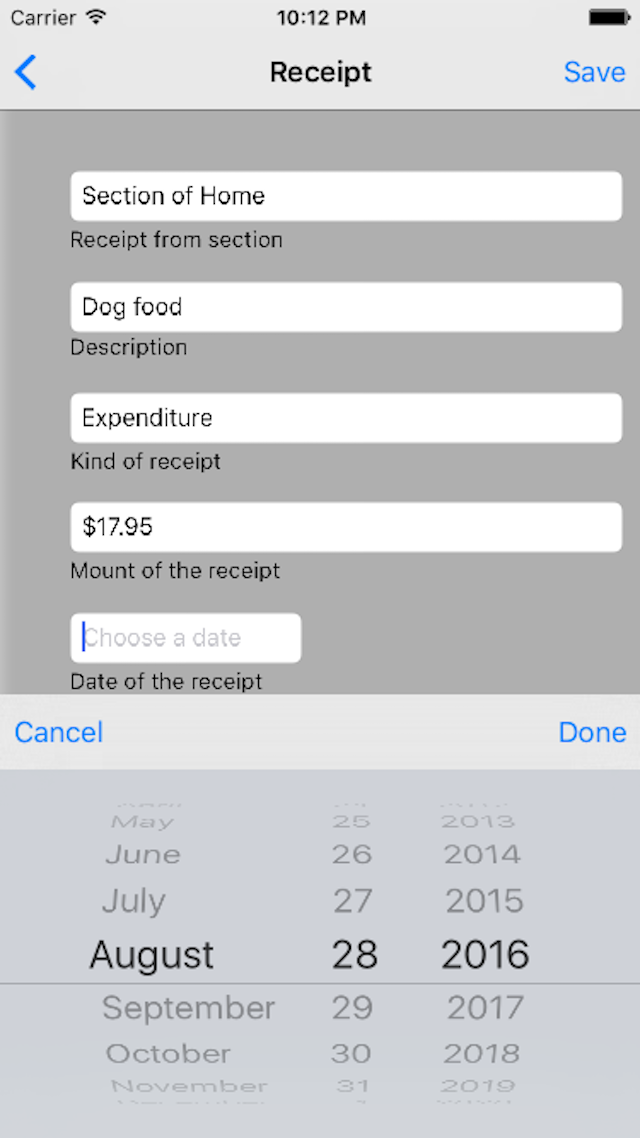 Carrier 10:12 PM
Receipt Save
Section of Home
Receipt from section
Dog food
Description
Expenditure
Kind of receipt
$17.95
Mount of the receipt
Choose a date
Date of the receipt
Cancel Done
May 25 2013
June 26 2014
July 27 2015
August 28 2016
September 29 2017
October 30 2018
November 31 2019